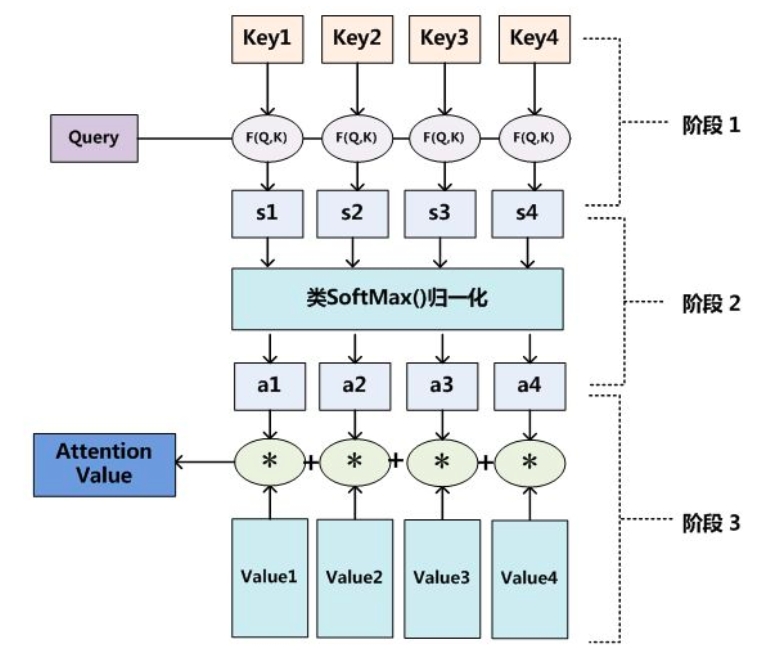 Key1 Key2 Key3 Key4
阶段 1
Query F(Q,K) F(Q,K) F(Q,K) F(Q,K)
s1 s2 s3 s4
类SoftMax()归一化
阶段 2
a1 a2 a3 a4
Attention
Value
* + * + * + *
阶段 3
Value1 Value2 Value3 Value4